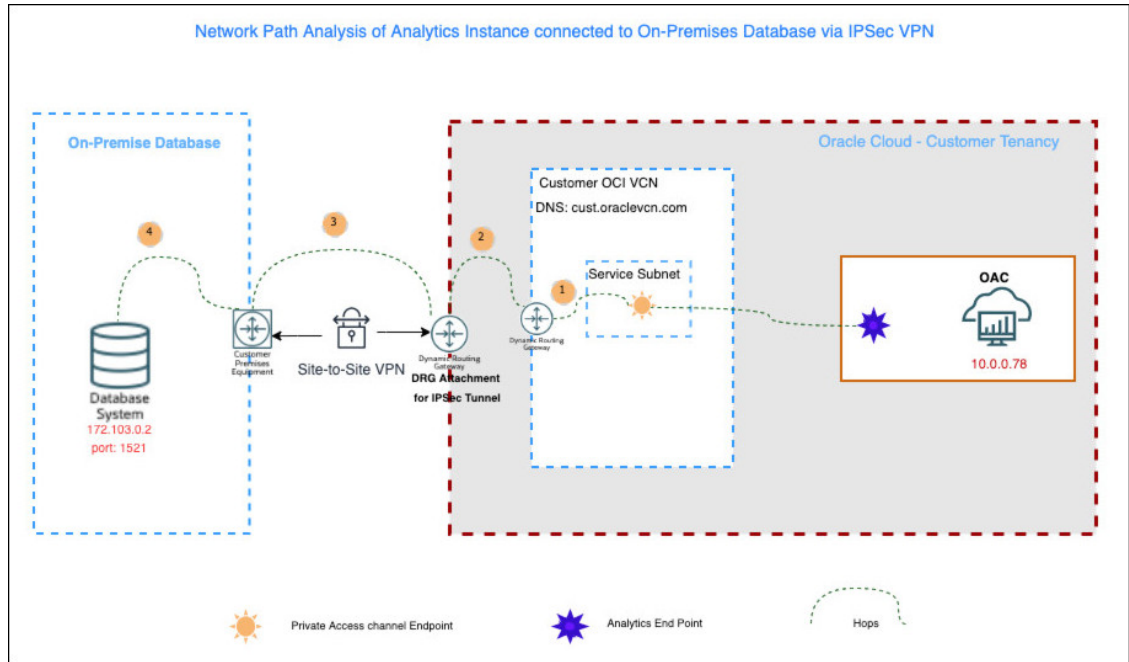 Network Path Analysis of Analytics Instance connected to On-Premises Database via IPSec VPN
On-Premise Database
Oracle Cloud - Customer Tenancy
Customer OCI VCN
DNS: cust.oraclevcn.com
4
3
2
1
Service Subnet
OAC
10.0.0.78
Customer
Premises
Equipment
Site-to-Site VPN
Dynamic Routing
Gateway
DRG Attachment
for IPSec Tunnel
Dynamic Routing
Gateway
Database
System
172.103.0.2
port: 1521
Private Access channel Endpoint
Analytics End Point
Hops